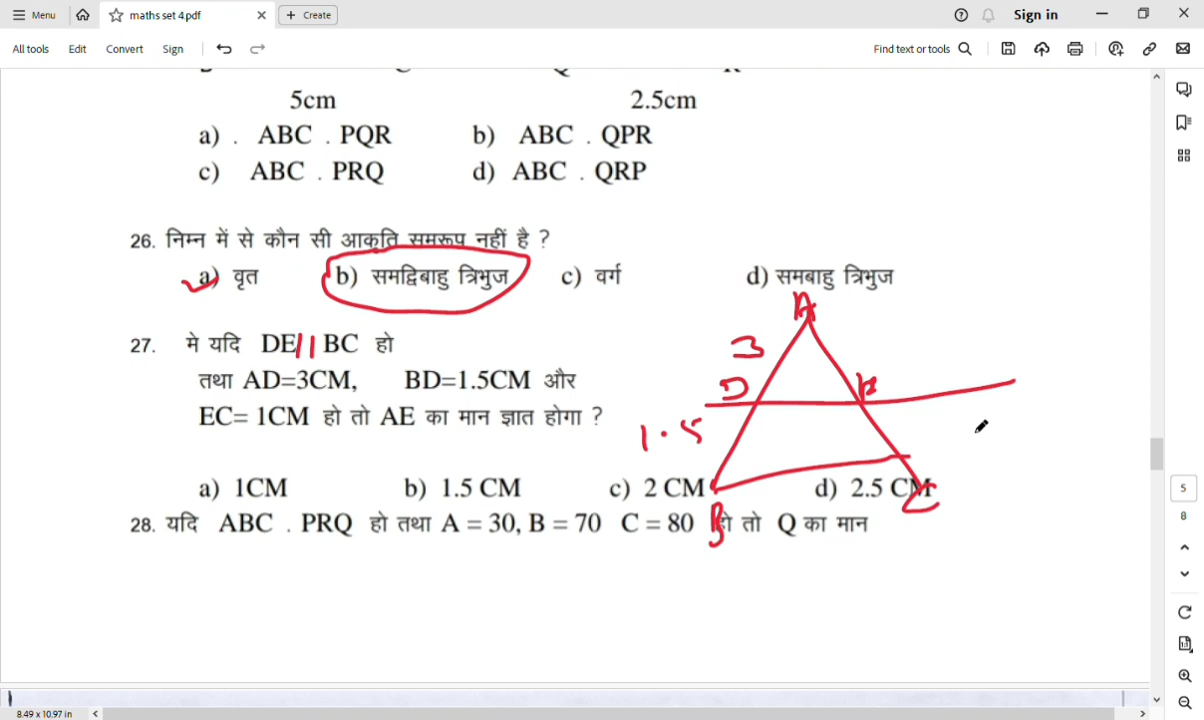 Menu maths set 4.pdf Create Sign in
All tools Edit Convert Sign Find text or tools
5cm 2.5cm
a) . ABC . PQR b) ABC . QPR
c) ABC . PRQ d) ABC . QRP
26. निम्न में से कौन सी आकृति समरूप नहीं है ?
a) वृत b) समद्विबाहु त्रिभुज c) वर्ग d) समबाहु त्रिभुज
A
27. मे यदि DE || BC हो
3
तथा AD=3CM, BD=1.5CM और
D
EC= 1CM हो तो AE का मान ज्ञात होगा ?
1.5
a) 1CM b) 1.5 CM c) 2 CM d) 2.5 CM
C
28. यदि ABC . PRQ हो तथा A = 30, B = 70 C = 80 हो तो Q का मान
B
5
8
8.49 x 10.97 in